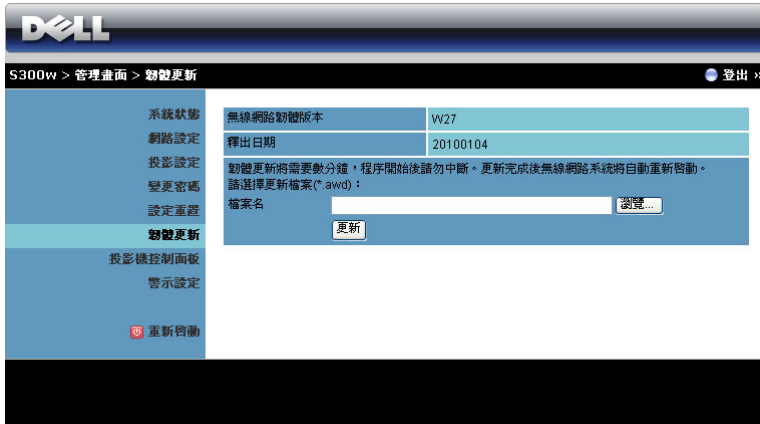 DELL
S300w > 管理畫面 > 韌體更新
登出 »
系統狀態
網路設定
投影設定
變更密碼
設定重置
韌體更新
投影機控制面板
警示設定
重新啓動
無線網路韌體版本 W27
釋出日期 20100104
韌體更新將需要數分鐘，程序開始後請勿中斷。更新完成後無線網路系統將自動重新啓動。
請選擇更新檔案(*.awd)：
檔案名 瀏覽...
更新